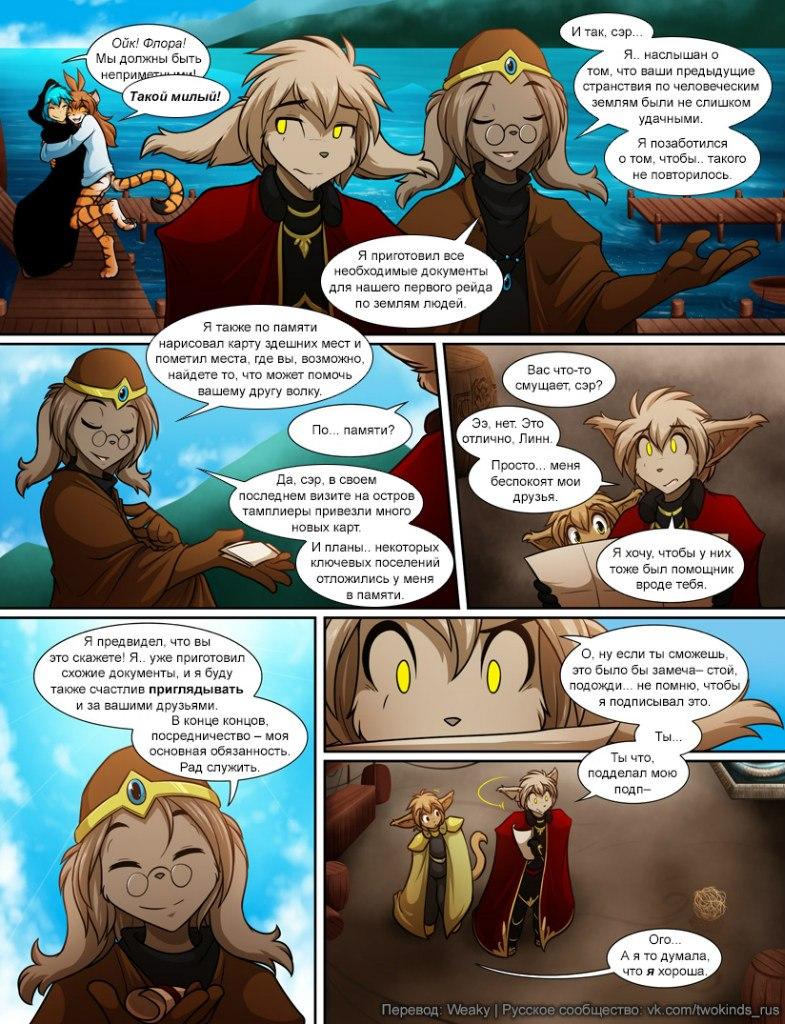 Ойк! Флора!
Мы должны быть
неприметными!
Такой милый!
И так, сэр...
Я.. наслышан о
том, что ваши предыдущие
странствия по человеческим
землям были не слишком
удачными.
Я позаботился
о том, чтобы.. такого
не повторилось.
Я приготовил все
необходимые документы
для нашего первого рейда
по землям людей.
Я также по памяти
нарисовал карту здешних мест и
пометил места, где вы, возможно,
найдете то, что может помочь
вашему другу волку.
По... памяти?
Да, сэр, в своем
последнем визите на остров
тамплиеры привезли много
новых карт.
И планы.. некоторых
ключевых поселений
отложились у меня
в памяти.
Вас что-то
смущает, сэр?
Ээ, нет. Это
отлично, Линн.
Просто... меня
беспокоят мои
друзья.
Я хочу, чтобы у них
тоже был помощник
вроде тебя.
Я предвидел, что вы
это скажете! Я.. уже приготовил
схожие документы, и я буду
также счастлив приглядывать
и за вашими друзьями.
В конце концов,
посредничество – моя
основная обязанность.
Рад служить.
О, ну если ты сможешь,
это было бы замеча– стой,
подожди... не помню, чтобы
я подписывал это.
Ты...
Ты что,
подделал мою
подп–
Ого...
А я то думала,
что я хороша.
Перевод: Weaky | Русское сообщество: vk.com/twokinds_rus